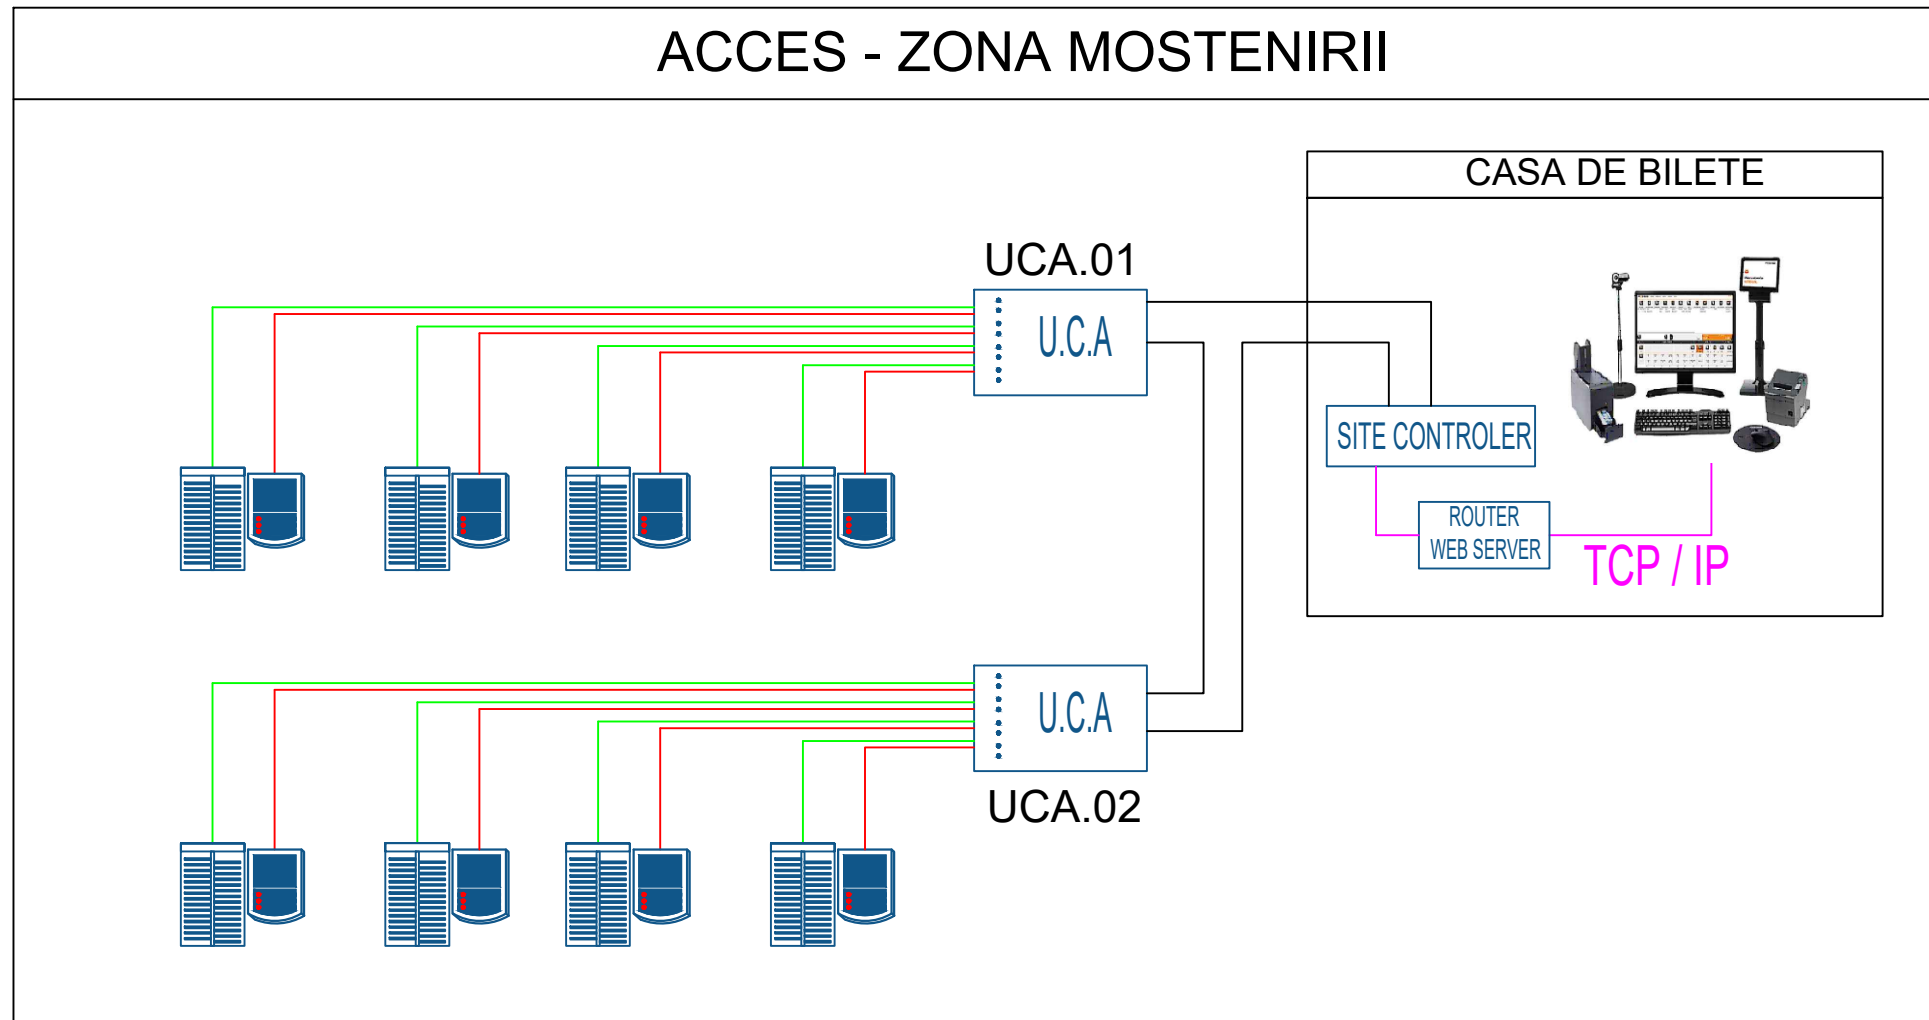 ACCES - ZONA MOSTENIRII
CASA DE BILETE
UCA.01
U.C.A
SITE CONTROLER
ROUTER
WEB SERVER
TCP / IP
U.C.A
UCA.02